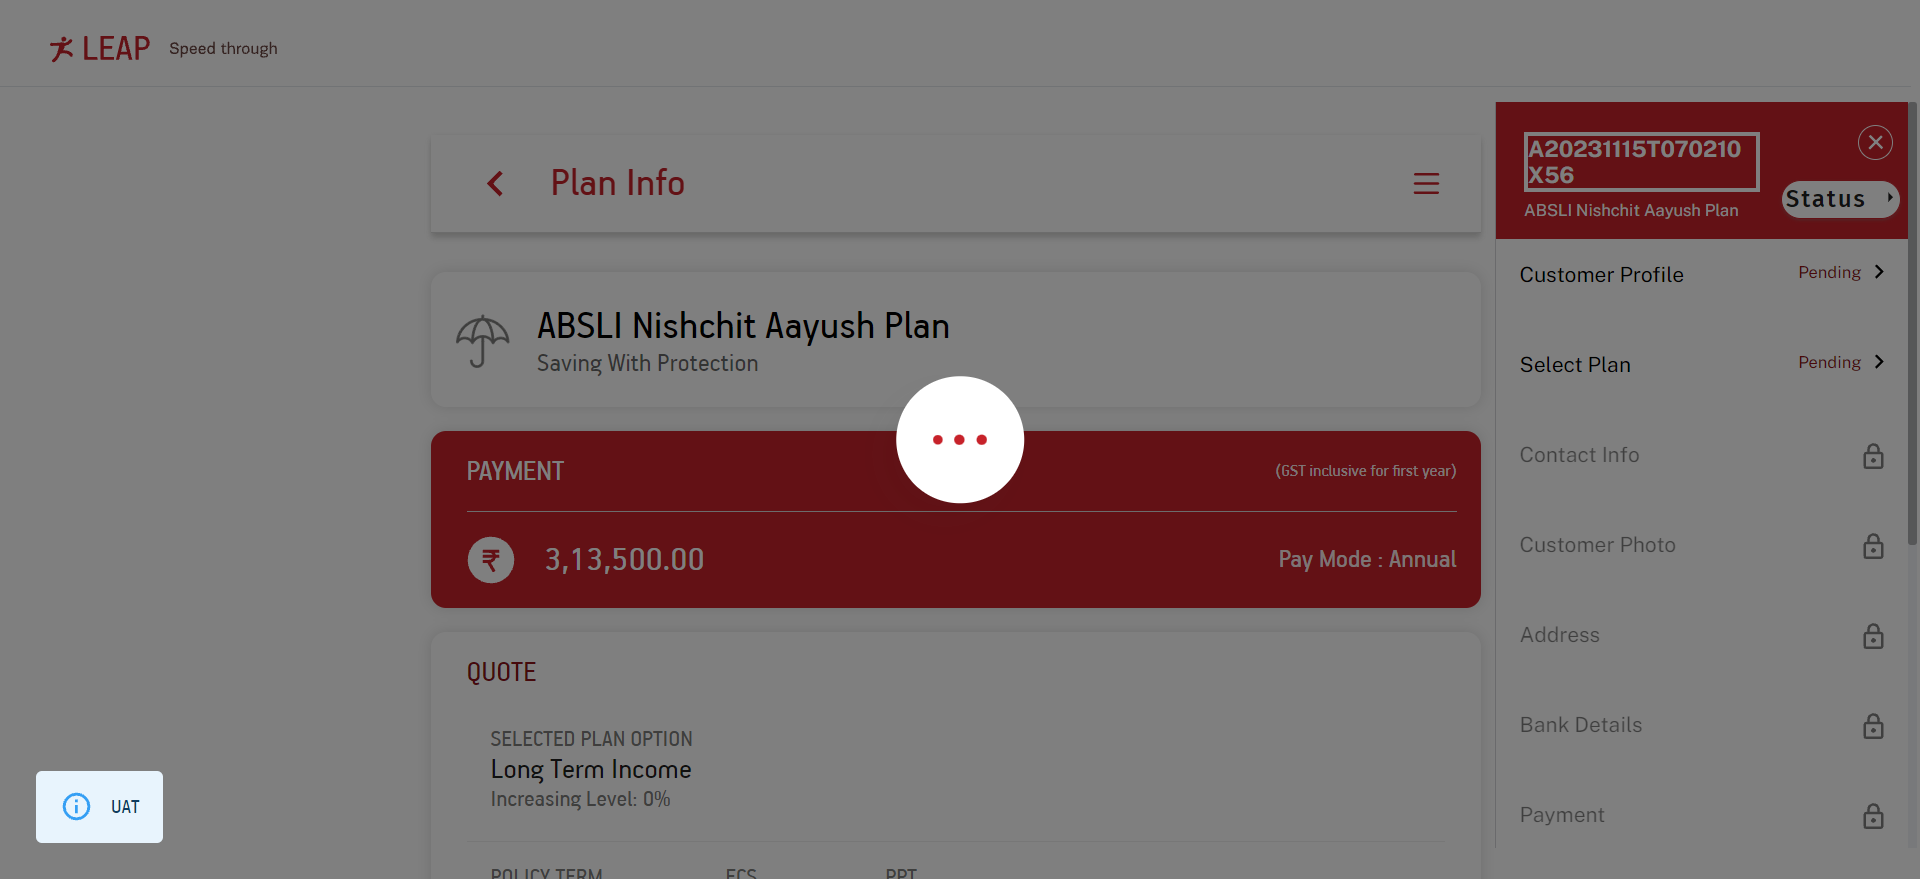 LEAP Speed through
Plan Info
ABSLI Nishchit Aayush Plan
Saving With Protection
PAYMENT (GST inclusive for first year)
₹ 3,13,500.00 Pay Mode : Annual
QUOTE
SELECTED PLAN OPTION
Long Term Income
Increasing Level: 0%
POLICY TERM ECS PPT
A20231115T070210
X56
ABSLI Nishchit Aayush Plan
Status
Customer Profile Pending
Select Plan Pending
Contact Info
Customer Photo
Address
Bank Details
Payment
UAT